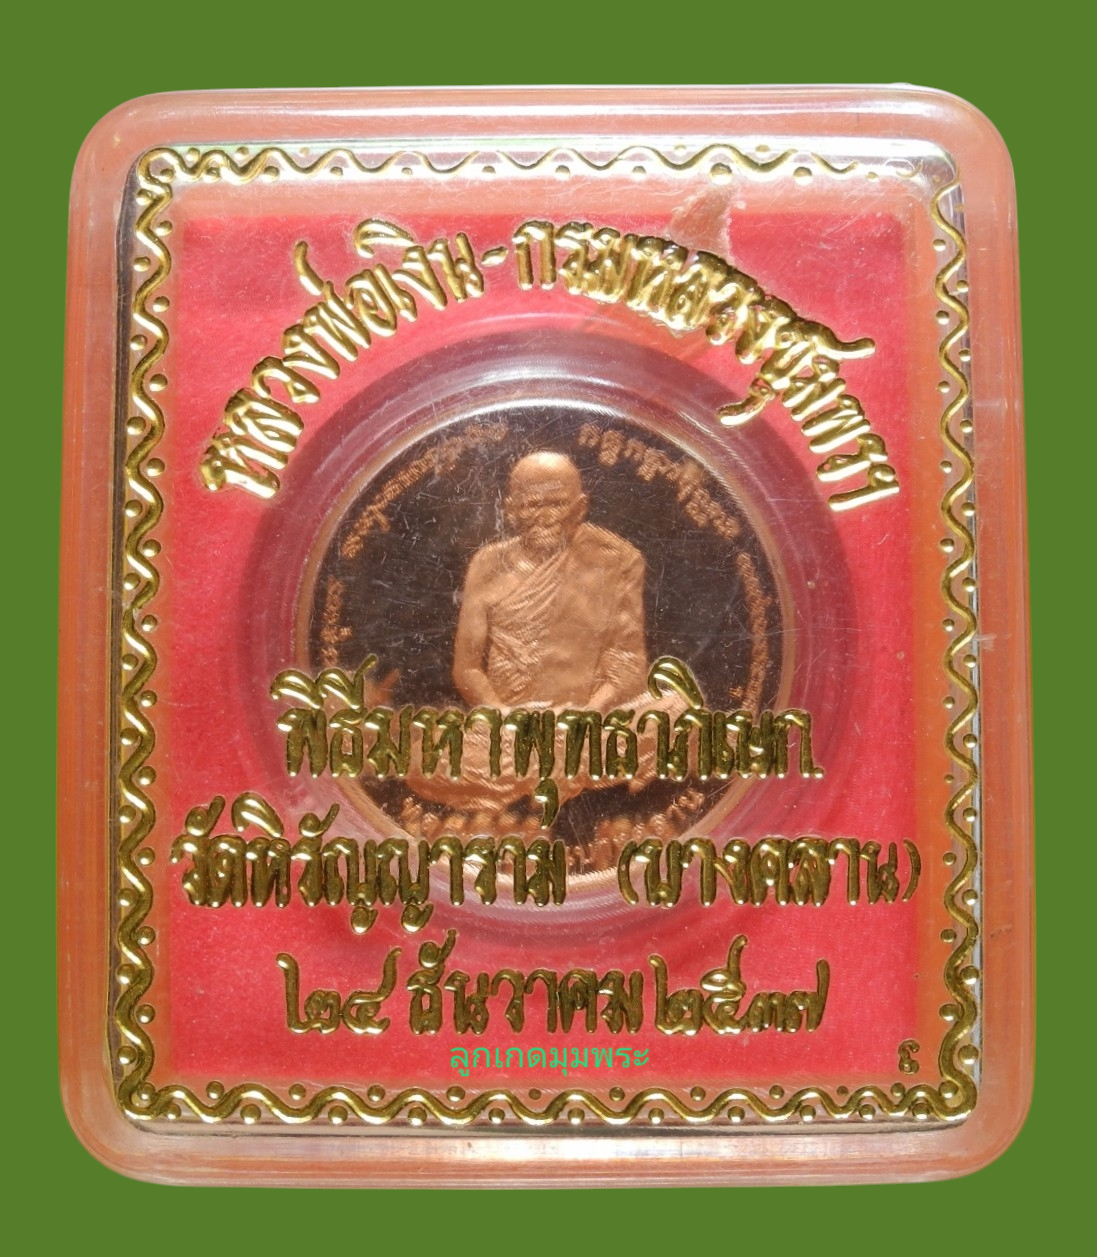 หลวงพ่อเงิน-กรมหลวงชุมพรฯ
พิธีมหาพุทธาภิเษก
วัดหิรัญญาราม (บางคลาน)
๒๔ ธันวาคม ๒๕๓๗
ลูกเกดมุมพระ